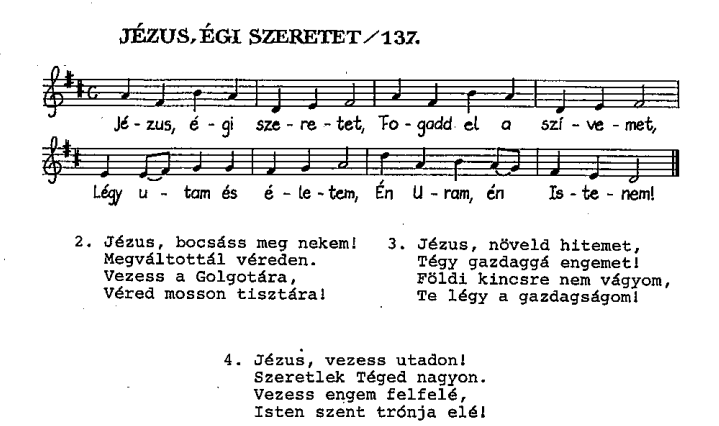 JÉZUS, ÉGI SZERETET/137.
Jé-zus, é-gi sze-re-tet, Fo-gadd el a szí-ve-met,
Légy u-tam és é-le-tem, Én U-ram, én Is-te-nem!
2. Jézus, bocsáss meg nekem!
Megváltottál véreden.
Vezess a Golgotára,
Véred mosson tisztára!
3. Jézus, növeld hitemet,
Tégy gazdaggá engemet!
Földi kincsre nem vágyom,
Te légy a gazdagságom!
4. Jézus, vezess utadon!
Szeretlek Téged nagyon.
Vezess engem felfelé,
Isten szent trónja elé!